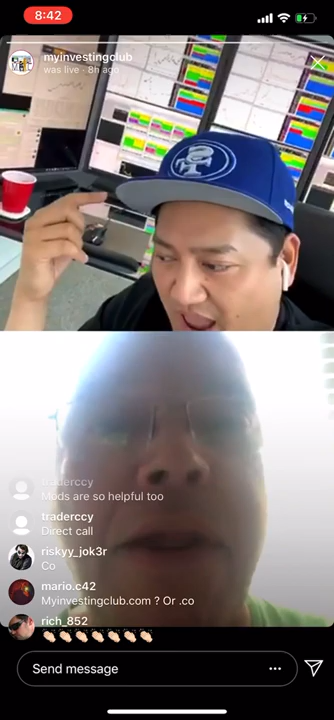 8:42
myinvestingclub
was live · 8h ago
traderccy
Mods are so helpful too
traderccy
Direct call
riskyy_jok3r
Co
mario.c42
Myinvestingclub.com ? Or .co
rich_852
👏🏻👏🏻👏🏻👏🏻👏🏻👏🏻👏🏻
Send message